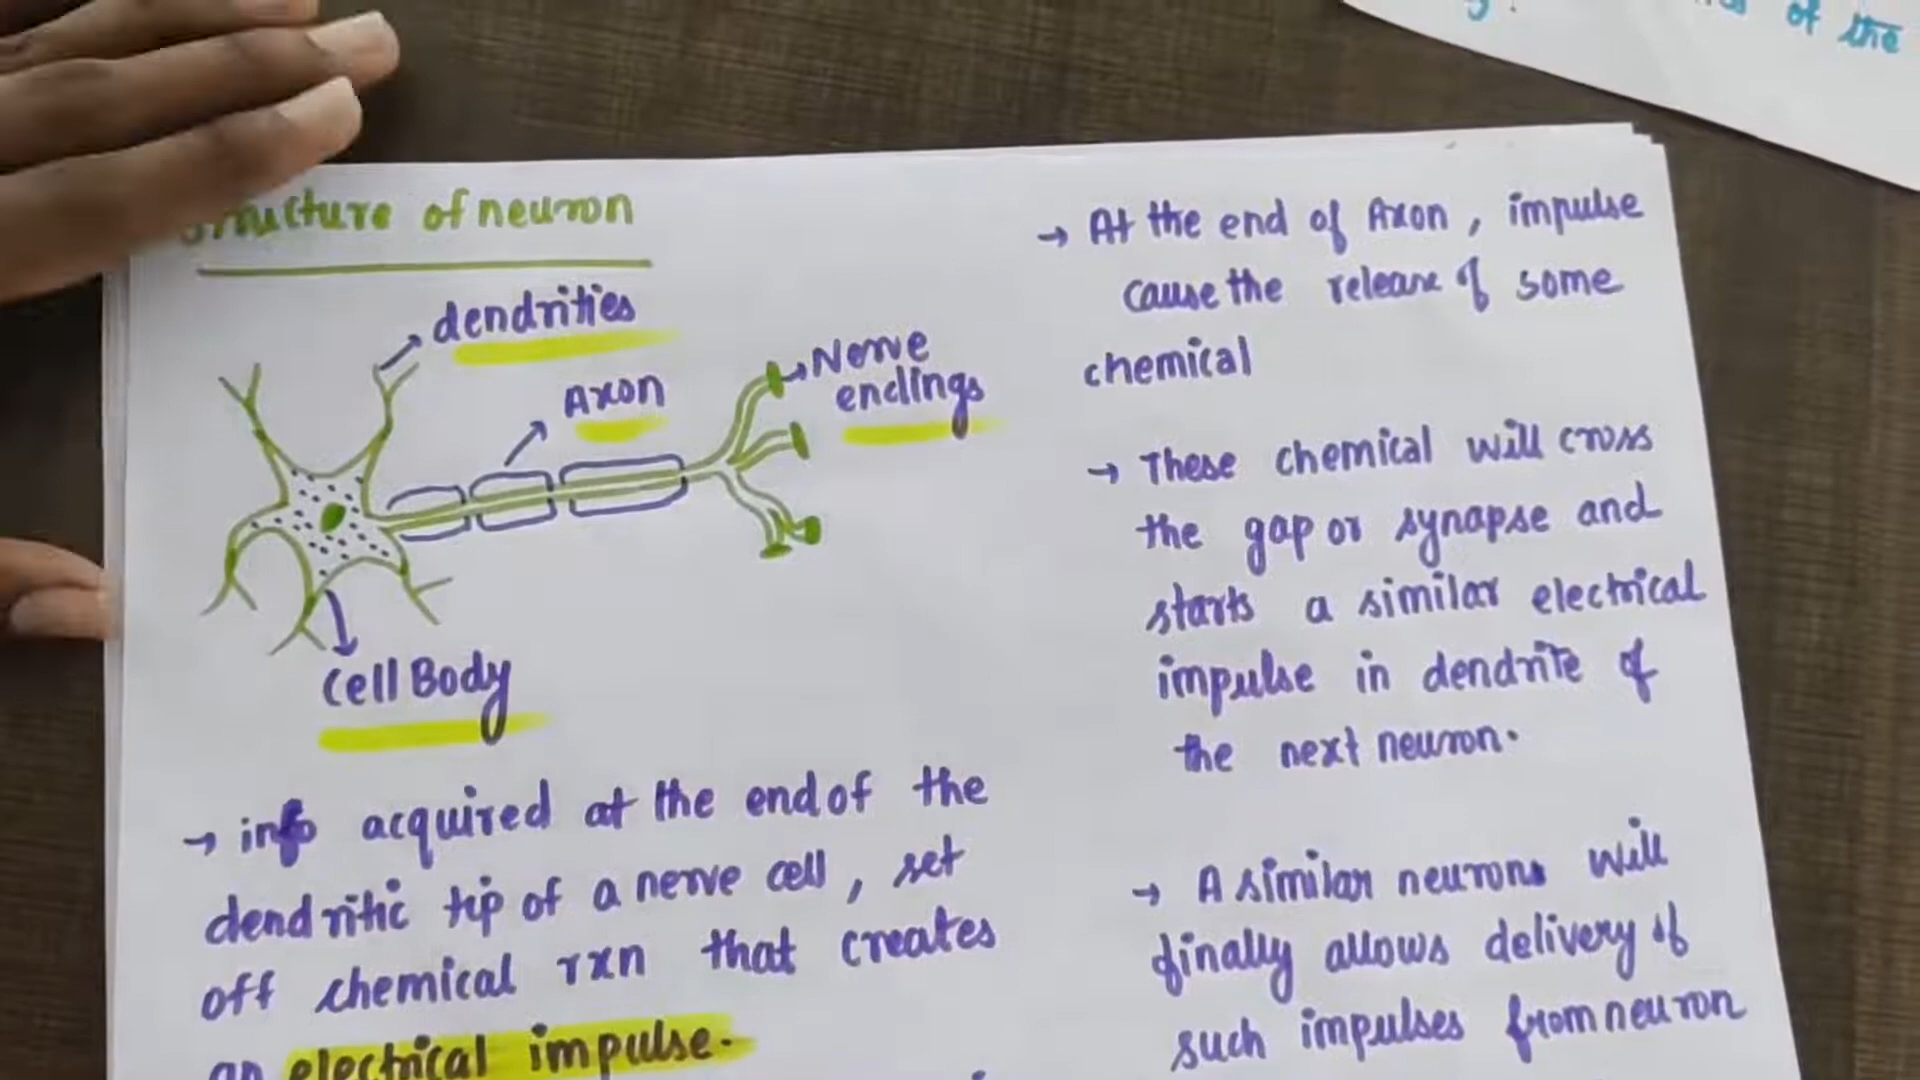 structure of neuron
dendrities
Axon
Nerve
endings
Cell Body
→ info acquired at the end of the
dendritic tip of a nerve cell, set
off chemical rxn that creates
an electrical impulse.
→ At the end of Axon, impulse
cause the release of some
chemical
→ These chemical will cross
the gap or synapse and
starts a similar electrical
impulse in dendrite of
the next neuron.
→ A similar neurons will
finally allows delivery of
such impulses from neuron
of the